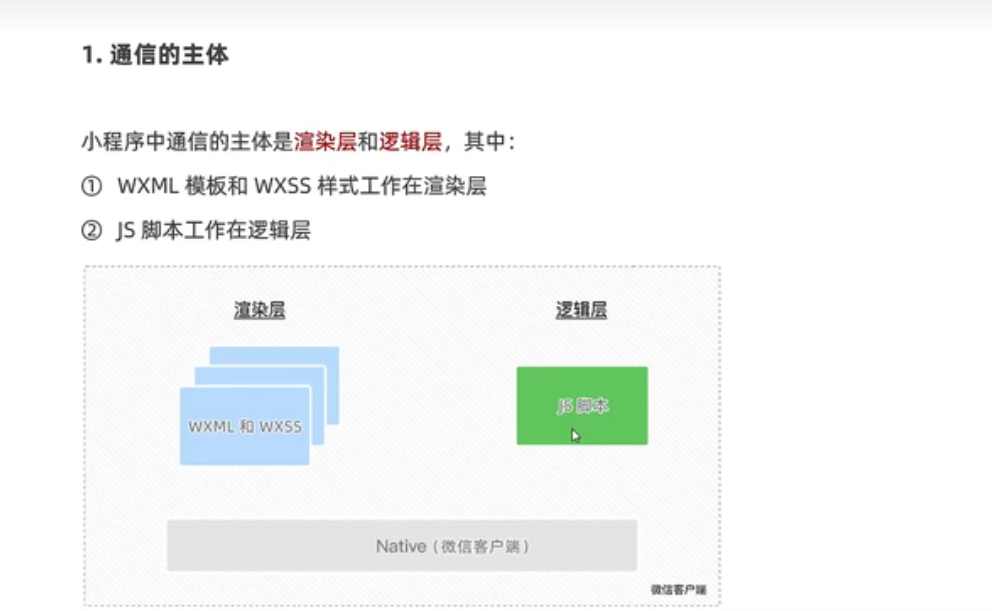 1. 通信的主体
小程序中通信的主体是渲染层和逻辑层，其中：
① WXML 模板和 WXSS 样式工作在渲染层
② JS 脚本工作在逻辑层
渲染层
逻辑层
WXML 和 WXSS
JS 脚本
Native（微信客户端）
微信客户端